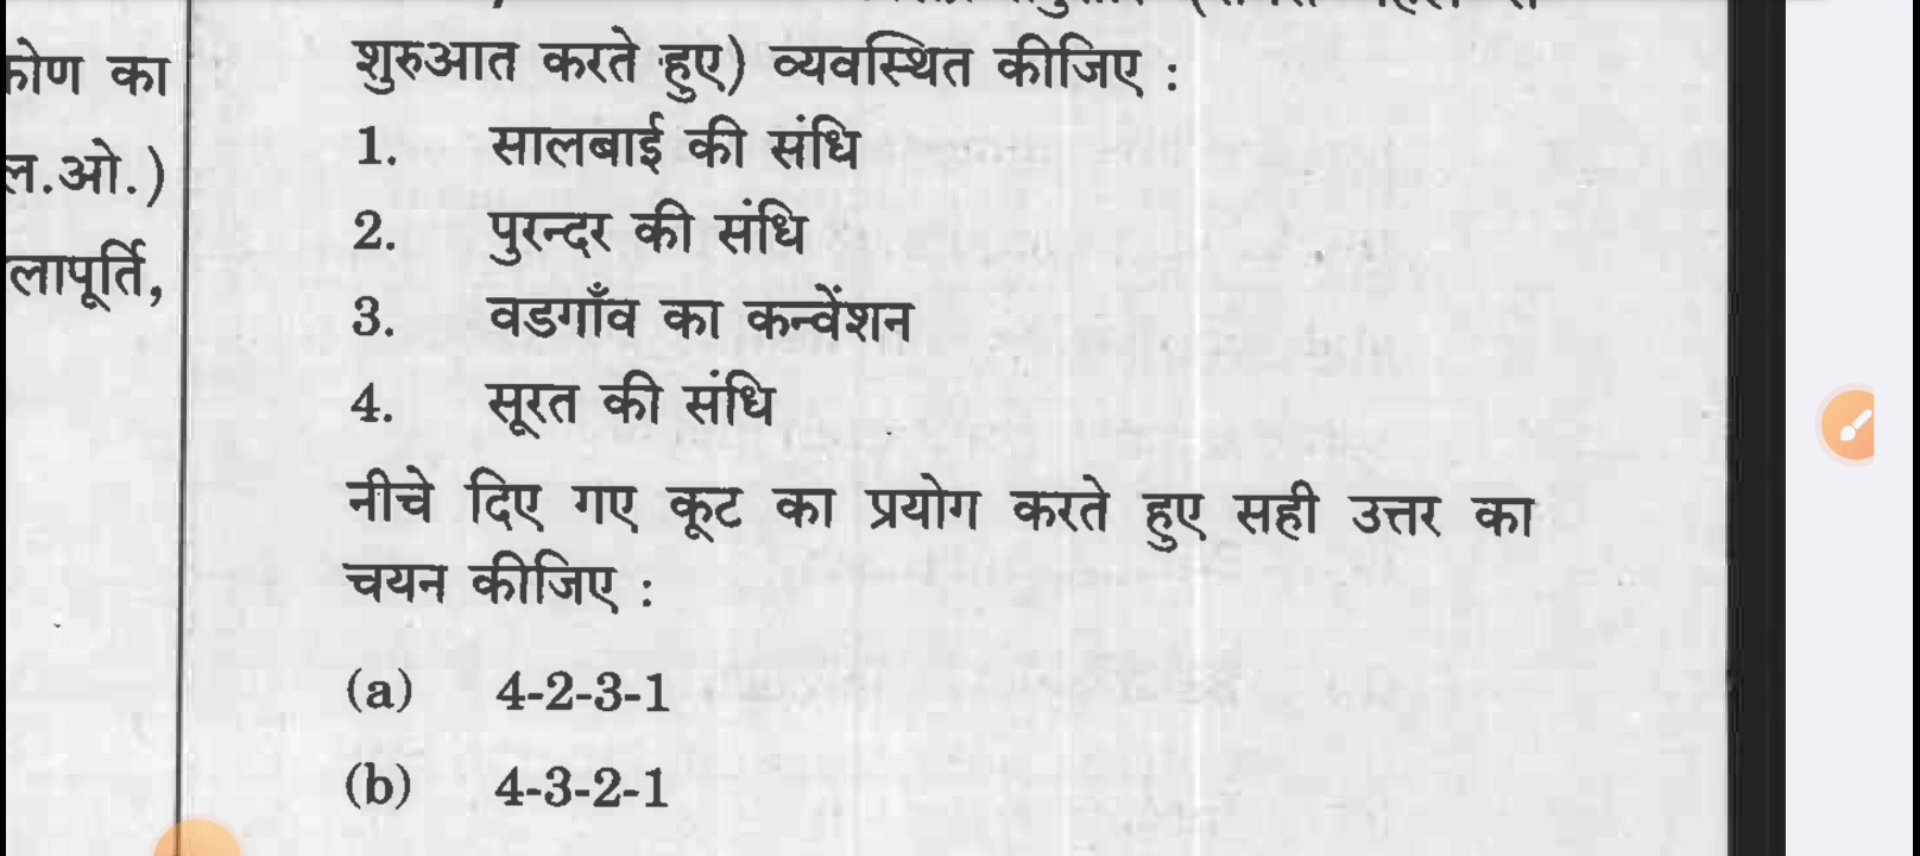 कोण का
ल.ओ.)
लापूर्ति,
शुरुआत करते हुए) व्यवस्थित कीजिए :
1. सालबाई की संधि
2. पुरन्दर की संधि
3. वडगाँव का कन्वेंशन
4. सूरत की संधि
नीचे दिए गए कूट का प्रयोग करते हुए सही उत्तर का
चयन कीजिए :
(a) 4-2-3-1
(b) 4-3-2-1